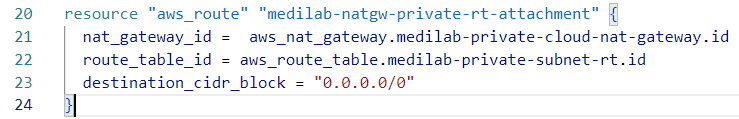 20 resource "aws_route" "medilab-natgw-private-rt-attachment" {
21 nat_gateway_id =  aws_nat_gateway.medilab-private-cloud-nat-gateway.id
22 route_table_id = aws_route_table.medilab-private-subnet-rt.id
23 destination_cidr_block = "0.0.0.0/0"
24 }